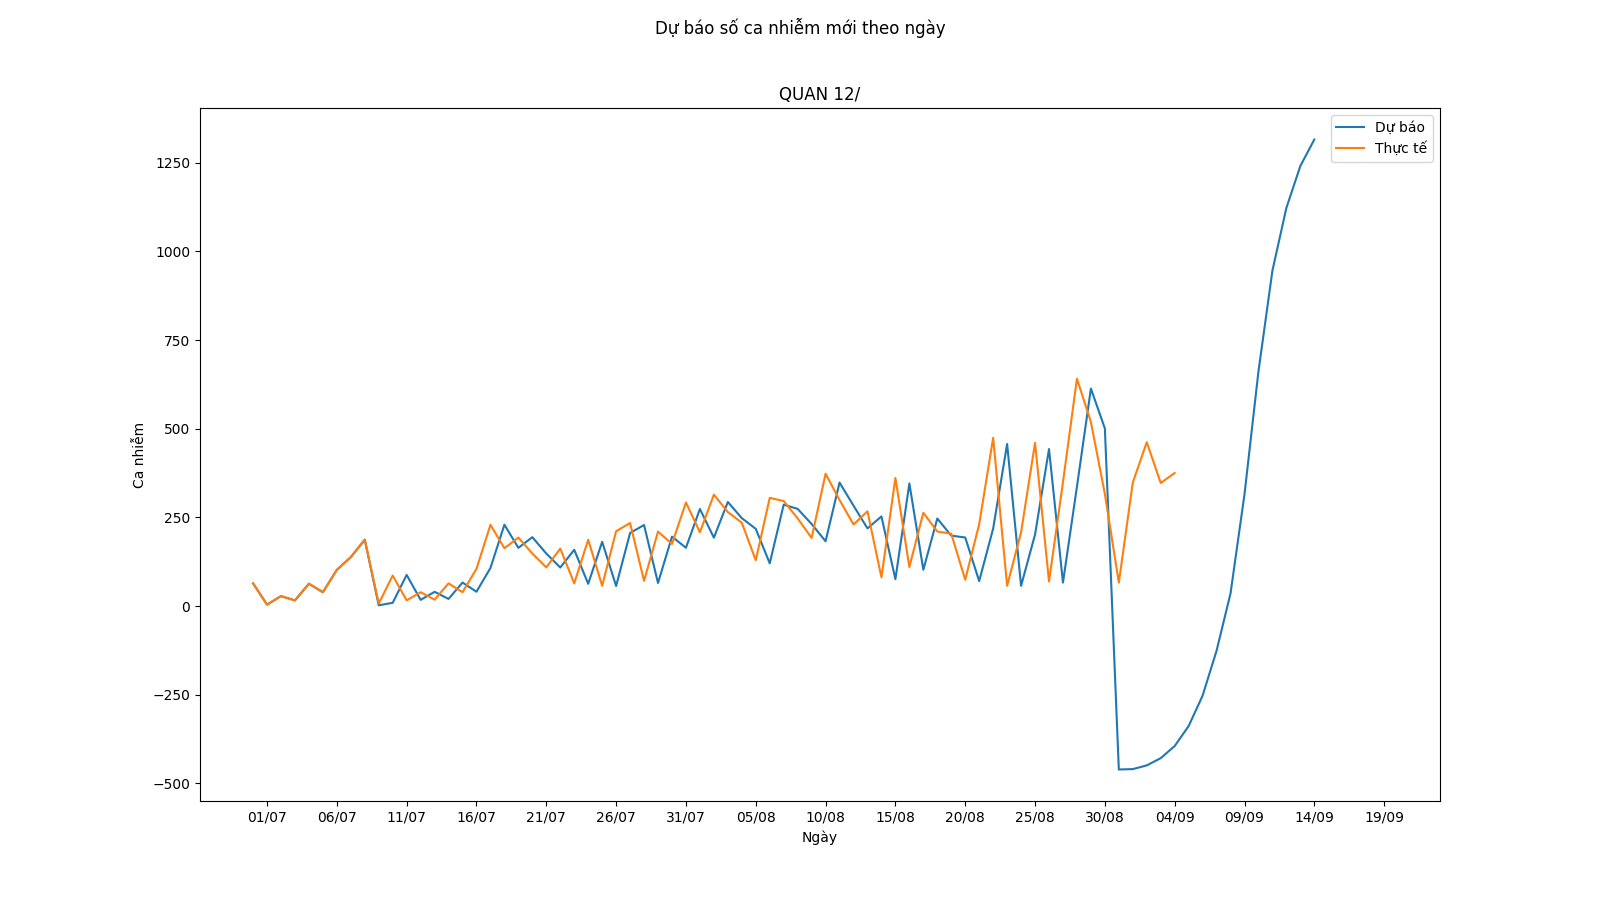 Dự báo số ca nhiễm mới theo ngày
QUAN 12/
Dự báo
Thực tế
Ca nhiễm
1250
1000
750
500
250
0
−250
−500
01/07 06/07 11/07 16/07 21/07 26/07 31/07 05/08 10/08 15/08 20/08 25/08 30/08 04/09 09/09 14/09 19/09
Ngày